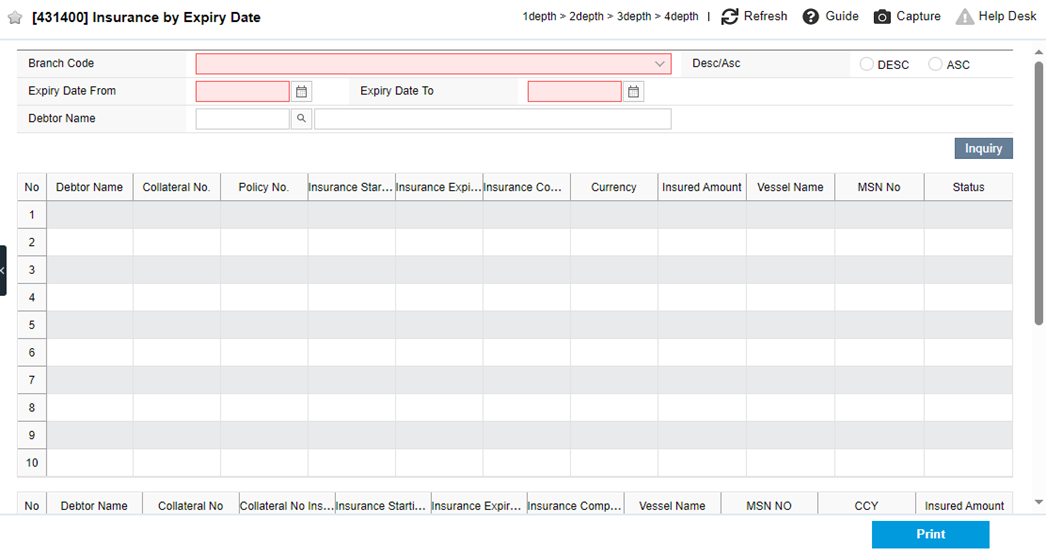 [431400] Insurance by Expiry Date
1depth > 2depth > 3depth > 4depth | Refresh Guide Capture Help Desk
Branch Code Desc/Asc DESC ASC
Expiry Date From Expiry Date To
Debtor Name
Inquiry
No Debtor Name Collateral No. Policy No. Insurance Star... Insurance Expi... Insurance Co... Currency Insured Amount Vessel Name MSN No Status
1
2
3
4
5
6
7
8
9
10
No Debtor Name Collateral No Collateral No Ins... Insurance Starti... Insurance Expir... Insurance Comp... Vessel Name MSN NO CCY Insured Amount
Print